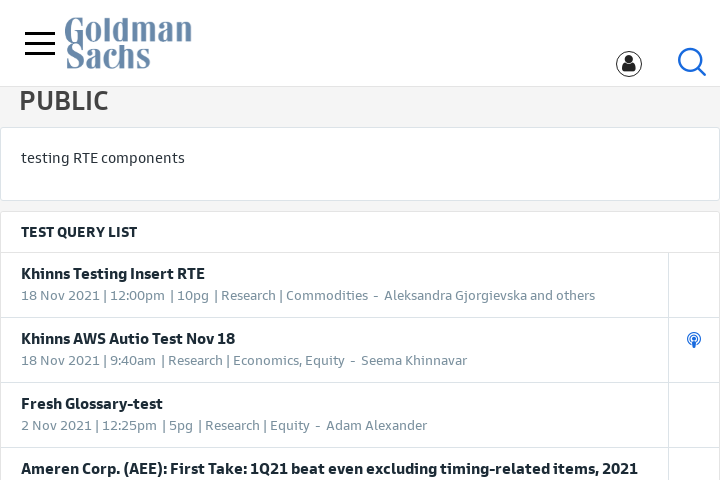 Goldman
Sachs
PUBLIC
testing RTE components
TEST QUERY LIST
Khinns Testing Insert RTE
18 Nov 2021 | 12:00pm | 10pg | Research | Commodities - Aleksandra Gjorgievska and others
Khinns AWS Autio Test Nov 18
18 Nov 2021 | 9:40am | Research | Economics, Equity - Seema Khinnavar
Fresh Glossary-test
2 Nov 2021 | 12:25pm | 5pg | Research | Equity - Adam Alexander
Ameren Corp. (AEE): First Take: 1Q21 beat even excluding timing-related items, 2021